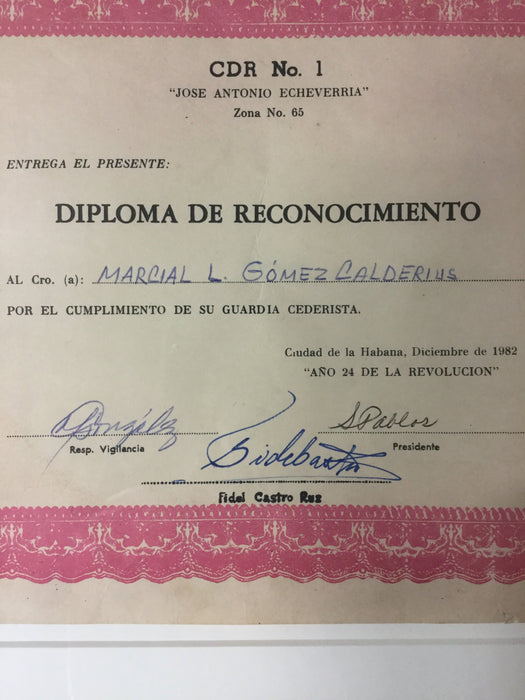 CDR No. 1
"JOSE ANTONIO ECHEVERRIA"
Zona No. 65
ENTREGA EL PRESENTE:
DIPLOMA DE RECONOCIMIENTO
AL Cro. (a): MARCIAL L. GÓMEZ CALDERIUS
POR EL CUMPLIMIENTO DE SU GUARDIA CEDERISTA.
Ciudad de la Habana, Diciembre de 1982
"AÑO 24 DE LA REVOLUCION"
González SPablos
Resp. Vigilancia Presidente
Fidel Castro Ruz